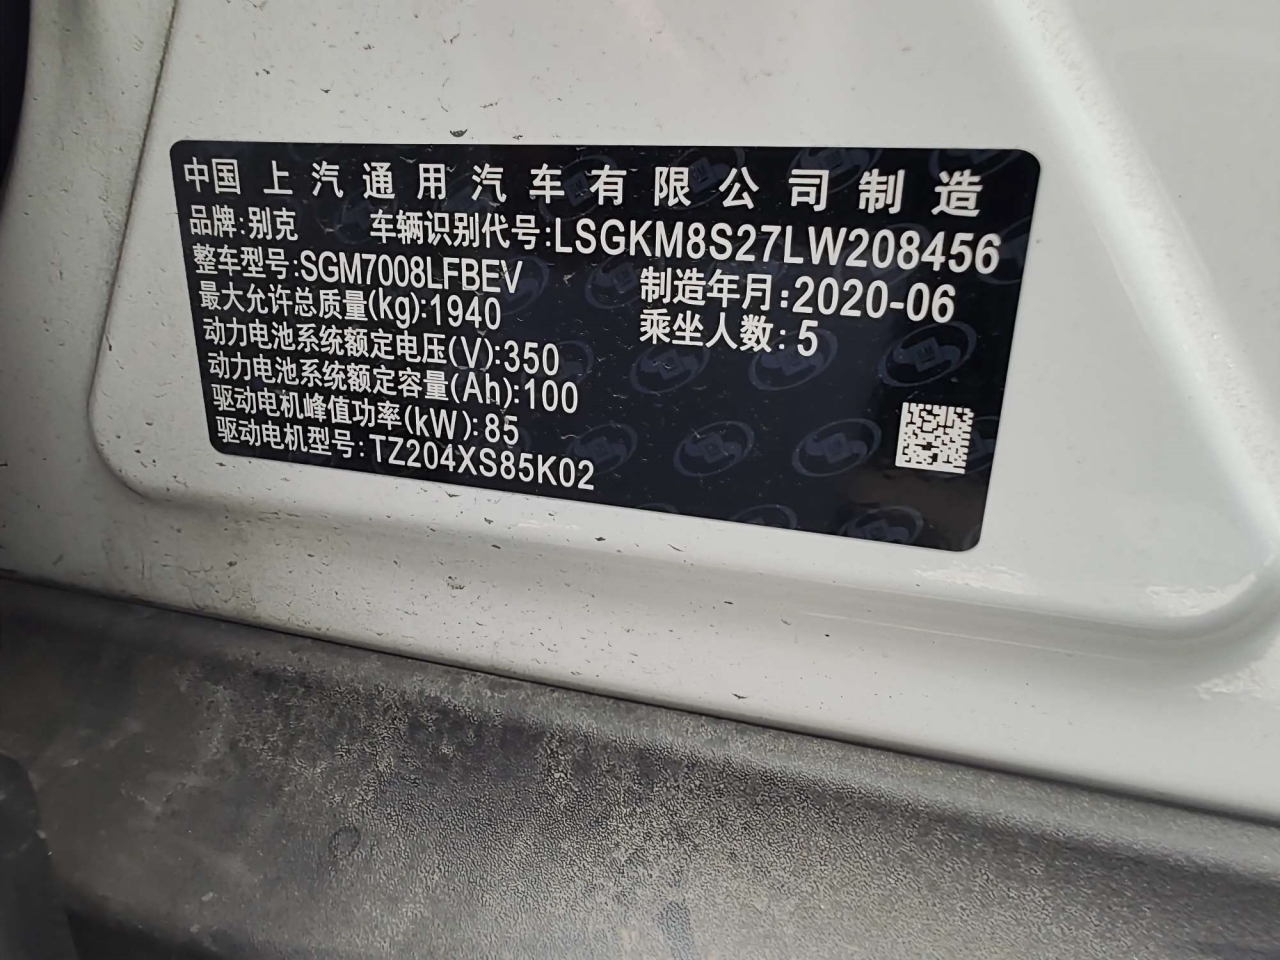 中国上汽通用汽车有限公司制造
品牌:别克 车辆识别代号:LSGKM8S27LW208456
整车型号:SGM7008LFBEV 制造年月:2020-06
最大允许总质量(kg):1940 乘坐人数:5
动力电池系统额定电压(V):350
动力电池系统额定容量(Ah):100
驱动电机峰值功率(kW):85
驱动电机型号:TZ204XS85K02